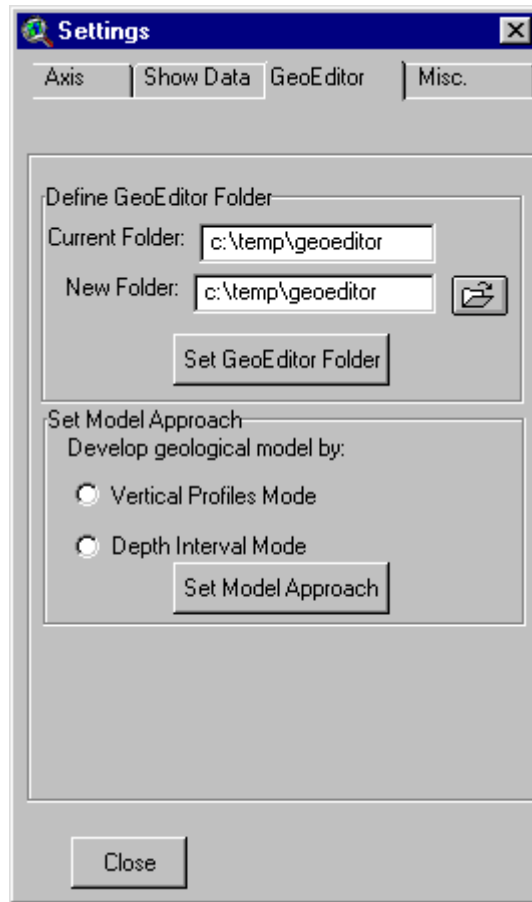 Settings
Axis Show Data GeoEditor Misc.
Define GeoEditor Folder
Current Folder: c:\temp\geoeditor
New Folder: c:\temp\geoeditor
Set GeoEditor Folder
Set Model Approach
Develop geological model by:
Vertical Profiles Mode
Depth Interval Mode
Set Model Approach
Close